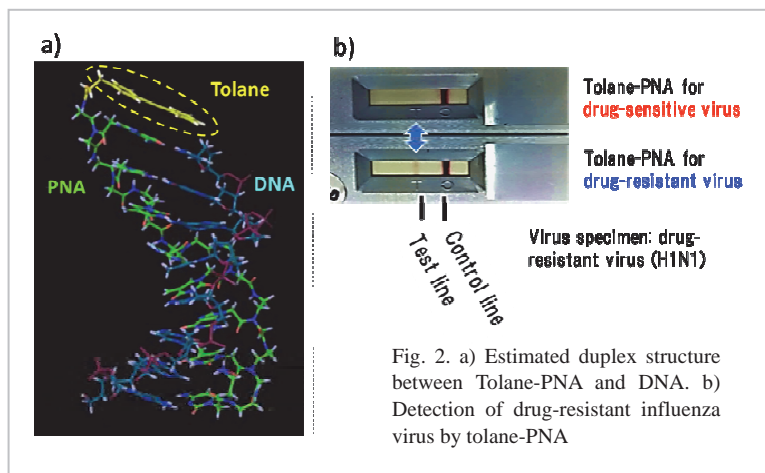 a)
Tolane
PNA
DNA
b)
Tolane-PNA for
drug-sensitive virus
Tolane-PNA for
drug-resistant virus
Test line
Control line
Virus specimen: drug-
resistant virus (H1N1)
Fig. 2. a) Estimated duplex structure
between Tolane-PNA and DNA. b)
Detection of drug-resistant influenza
virus by tolane-PNA